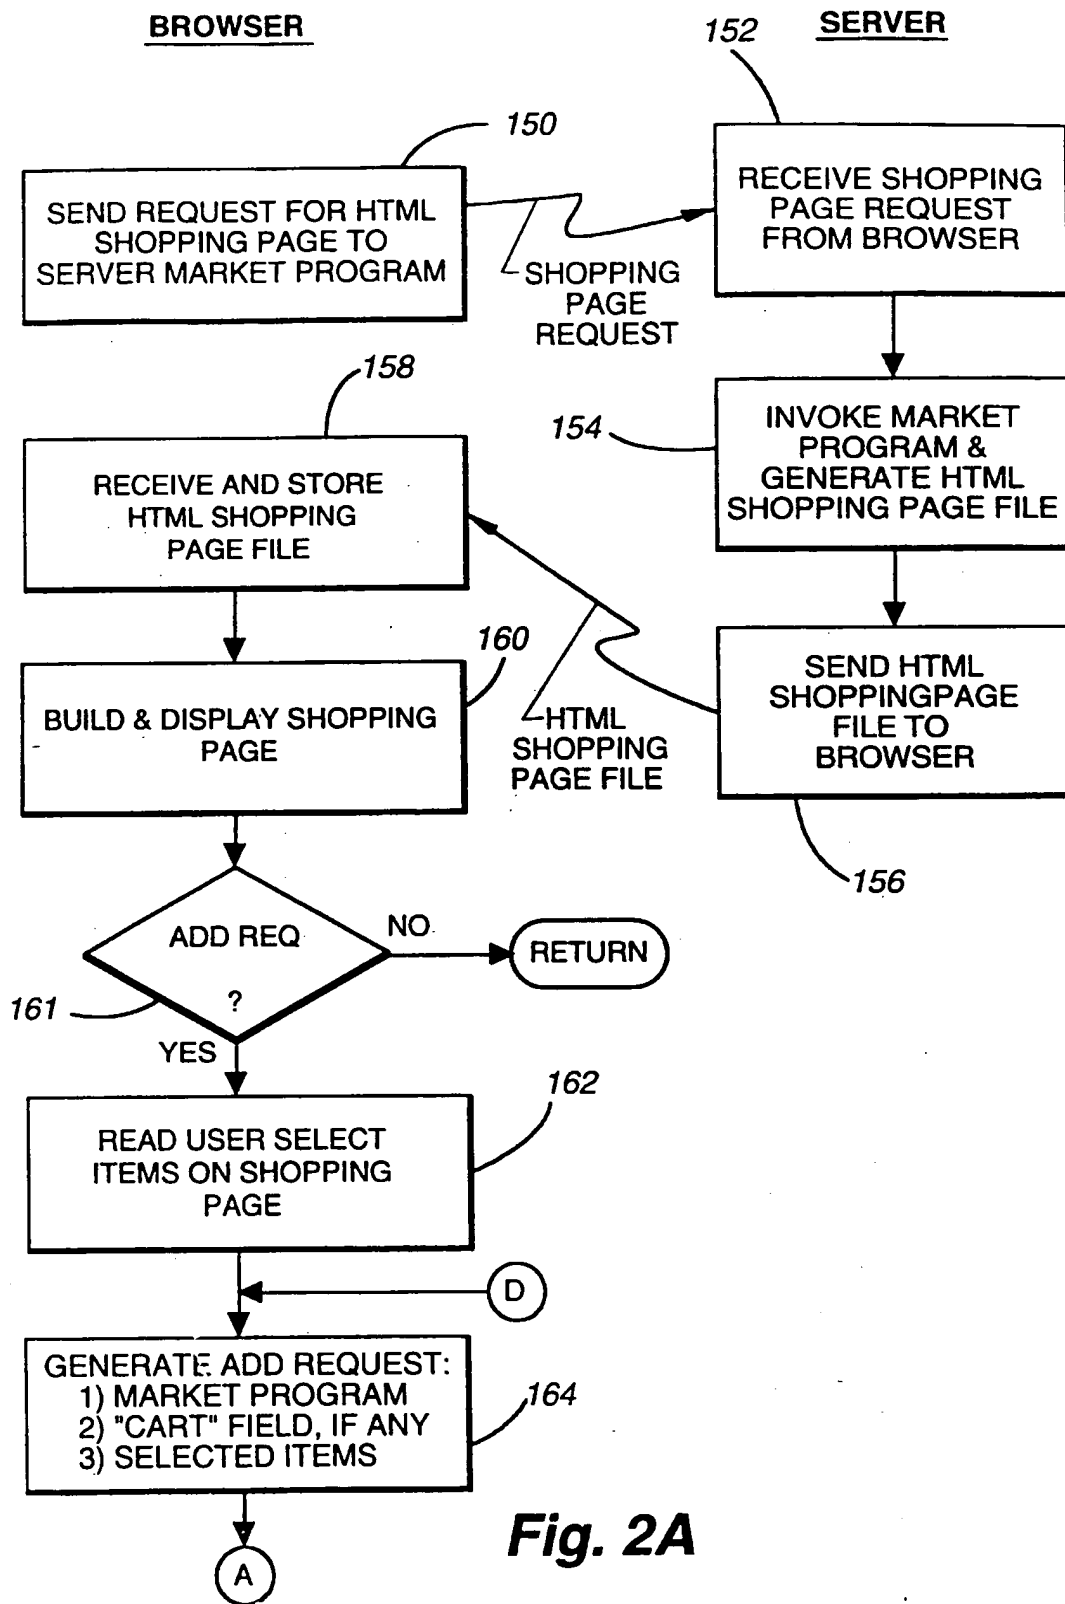 BROWSER
SERVER
152
150
SEND REQUEST FOR HTML
SHOPPING PAGE TO
SERVER MARKET PROGRAM
RECEIVE SHOPPING
PAGE REQUEST
FROM BROWSER
SHOPPING
PAGE
REQUEST
158
154
RECEIVE AND STORE
HTML SHOPPING
PAGE FILE
INVOKE MARKET
PROGRAM &
GENERATE HTML
SHOPPING PAGE FILE
160
BUILD & DISPLAY SHOPPING
PAGE
HTML
SHOPPING
PAGE FILE
SEND HTML
SHOPPINGPAGE
FILE TO
BROWSER
156
ADD REQ
?
NO
RETURN
161
YES
162
READ USER SELECT
ITEMS ON SHOPPING
PAGE
D
GENERATE ADD REQUEST:
1) MARKET PROGRAM
2) "CART" FIELD, IF ANY
3) SELECTED ITEMS
164
A
Fig. 2A